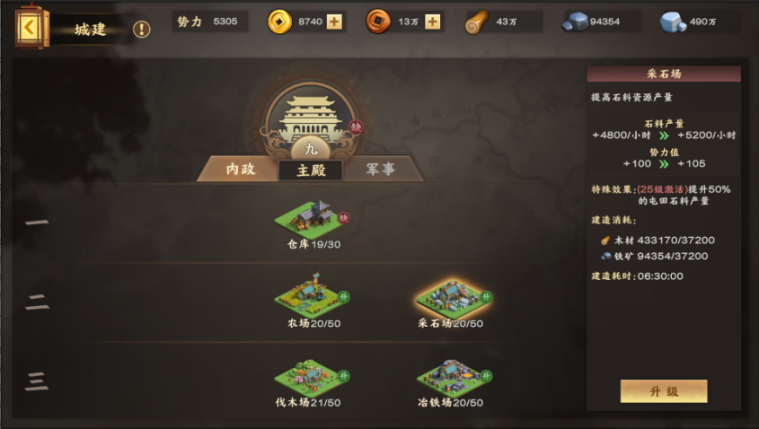 城建
势力 5305
8740
13万
43万
94354
490万
缺
九
内政
主殿
军事
一
缺
仓库19/30
二
升
农场20/50
升
采石场20/50
三
升
伐木场21/50
升
冶铁场20/50
采石场
提高石料资源产量
石料产量
+4800/小时 +5200/小时
势力值
+100 +105
特殊效果:(25级激活)提升50%
的屯田石料产量
建造消耗:
木材 433170/37200
铁矿 94354/37200
建造耗时:06:30:00
升级